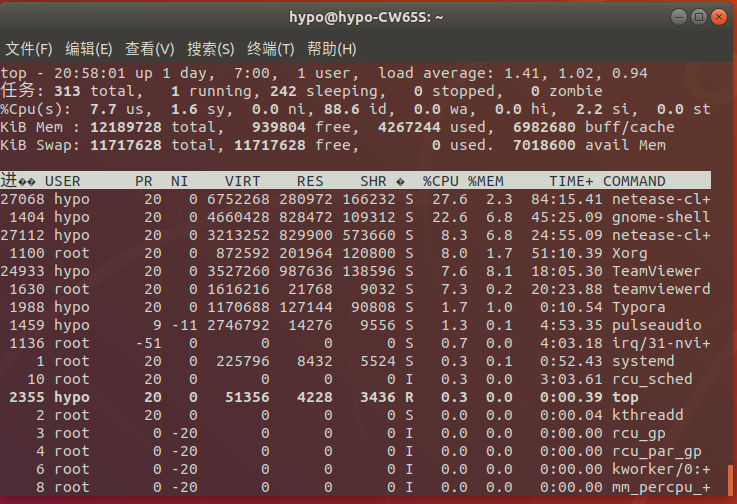 hypo@hypo-CW65S: ~
文件(F) 编辑(E) 查看(V) 搜索(S) 终端(T) 帮助(H)
top - 20:58:01 up 1 day,  7:00,  1 user,  load average: 1.41, 1.02, 0.94
任务: 313 total,   1 running, 242 sleeping,   0 stopped,   0 zombie
%Cpu(s):  7.7 us,  1.6 sy,  0.0 ni, 88.6 id,  0.0 wa,  0.0 hi,  2.2 si,  0.0 st
KiB Mem : 12189728 total,   939804 free,  4267244 used,  6982680 buff/cache
KiB Swap: 11717628 total, 11717628 free,        0 used.  7018600 avail Mem
进�� USER      PR  NI    VIRT    RES    SHR �  %CPU %MEM     TIME+ COMMAND
27068 hypo      20   0 6752268 280972 166232 S  27.6  2.3  84:15.41 netease-cl+
1404 hypo      20   0 4660428 828472 109312 S  22.6  6.8  45:25.09 gnome-shell
27112 hypo      20   0 3213252 829900 573660 S   8.3  6.8  24:55.09 netease-cl+
1100 root      20   0  872592 201964 120800 S   8.0  1.7  51:10.39 Xorg
24933 hypo      20   0 3527260 987636 138596 S   7.6  8.1  18:05.30 TeamViewer
1630 root      20   0 1616216  21768   9032 S   7.3  0.2  20:23.88 teamviewerd
1988 hypo      20   0 1170688 127144  90808 S   1.7  1.0   0:10.54 Typora
1459 hypo       9 -11 2746792  14276   9556 S   1.3  0.1   4:53.35 pulseaudio
1136 root     -51   0       0      0      0 S   0.7  0.0   4:03.18 irq/31-nvi+
1 root      20   0  225796   8432   5524 S   0.3  0.1   0:52.43 systemd
10 root      20   0       0      0      0 I   0.3  0.0   3:03.61 rcu_sched
2355 hypo      20   0   51356   4228   3436 R   0.3  0.0   0:00.39 top
2 root      20   0       0      0      0 S   0.0  0.0   0:00.04 kthreadd
3 root       0 -20       0      0      0 I   0.0  0.0   0:00.00 rcu_gp
4 root       0 -20       0      0      0 I   0.0  0.0   0:00.00 rcu_par_gp
6 root       0 -20       0      0      0 I   0.0  0.0   0:00.00 kworker/0:+
8 root       0 -20       0      0      0 I   0.0  0.0   0:00.00 mm_percpu_+